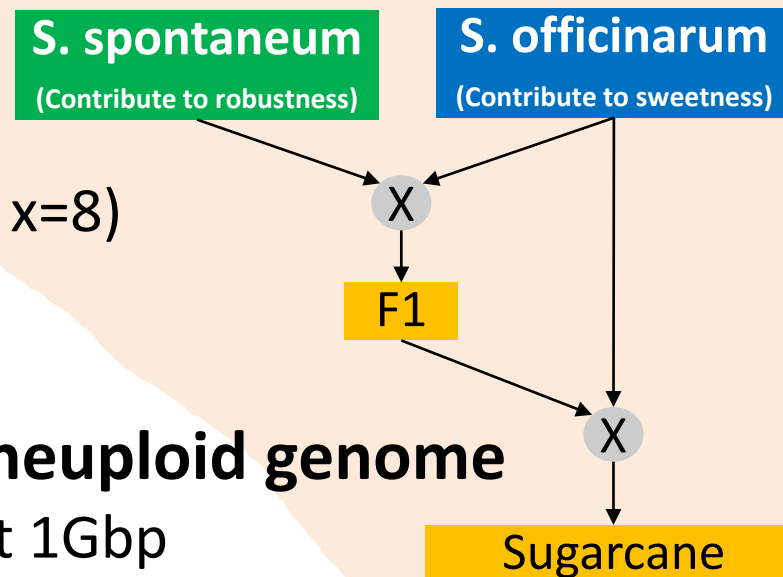 S. spontaneum
(Contribute to robustness)
S. officinarum
(Contribute to sweetness)
x=8)
X
F1
X
neuploid genome
t 1Gbp
Sugarcane